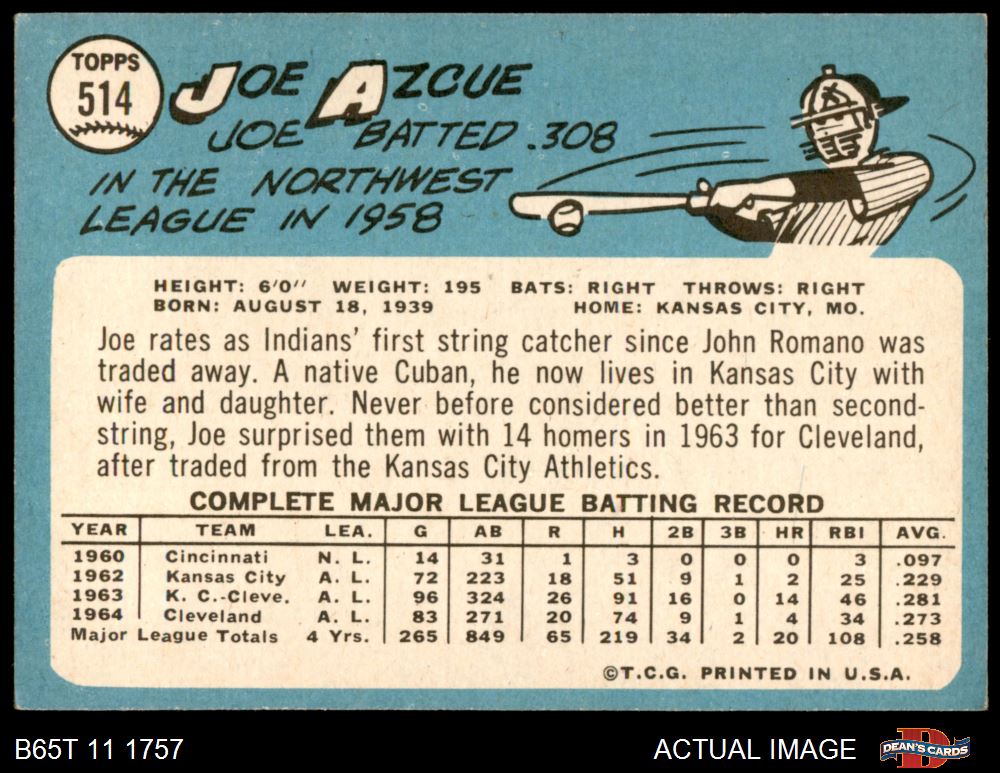 TOPPS
514
JOE AZCUE
JOE BATTED .308
IN THE NORTHWEST
LEAGUE IN 1958
HEIGHT: 6'0" WEIGHT: 195 BATS: RIGHT THROWS: RIGHT
BORN: AUGUST 18, 1939 HOME: KANSAS CITY, MO.
Joe rates as Indians' first string catcher since John Romano was
traded away. A native Cuban, he now lives in Kansas City with
wife and daughter. Never before considered better than second-
string, Joe surprised them with 14 homers in 1963 for Cleveland,
after traded from the Kansas City Athletics.
COMPLETE MAJOR LEAGUE BATTING RECORD
YEAR TEAM LEA. G AB R H 2B 3B HR RBI AVG.
1960 Cincinnati N. L. 14 31 1 3 0 0 0 3 .097
1962 Kansas City A. L. 72 223 18 51 9 1 2 25 .229
1963 K. C.-Cleve. A. L. 96 324 26 91 16 0 14 46 .281
1964 Cleveland A. L. 83 271 20 74 9 1 4 34 .273
Major League Totals 4 Yrs. 265 849 65 219 34 2 20 108 .258
©T.C.G. PRINTED IN U.S.A.
B65T 11 1757 ACTUAL IMAGE DEAN'S CARDS